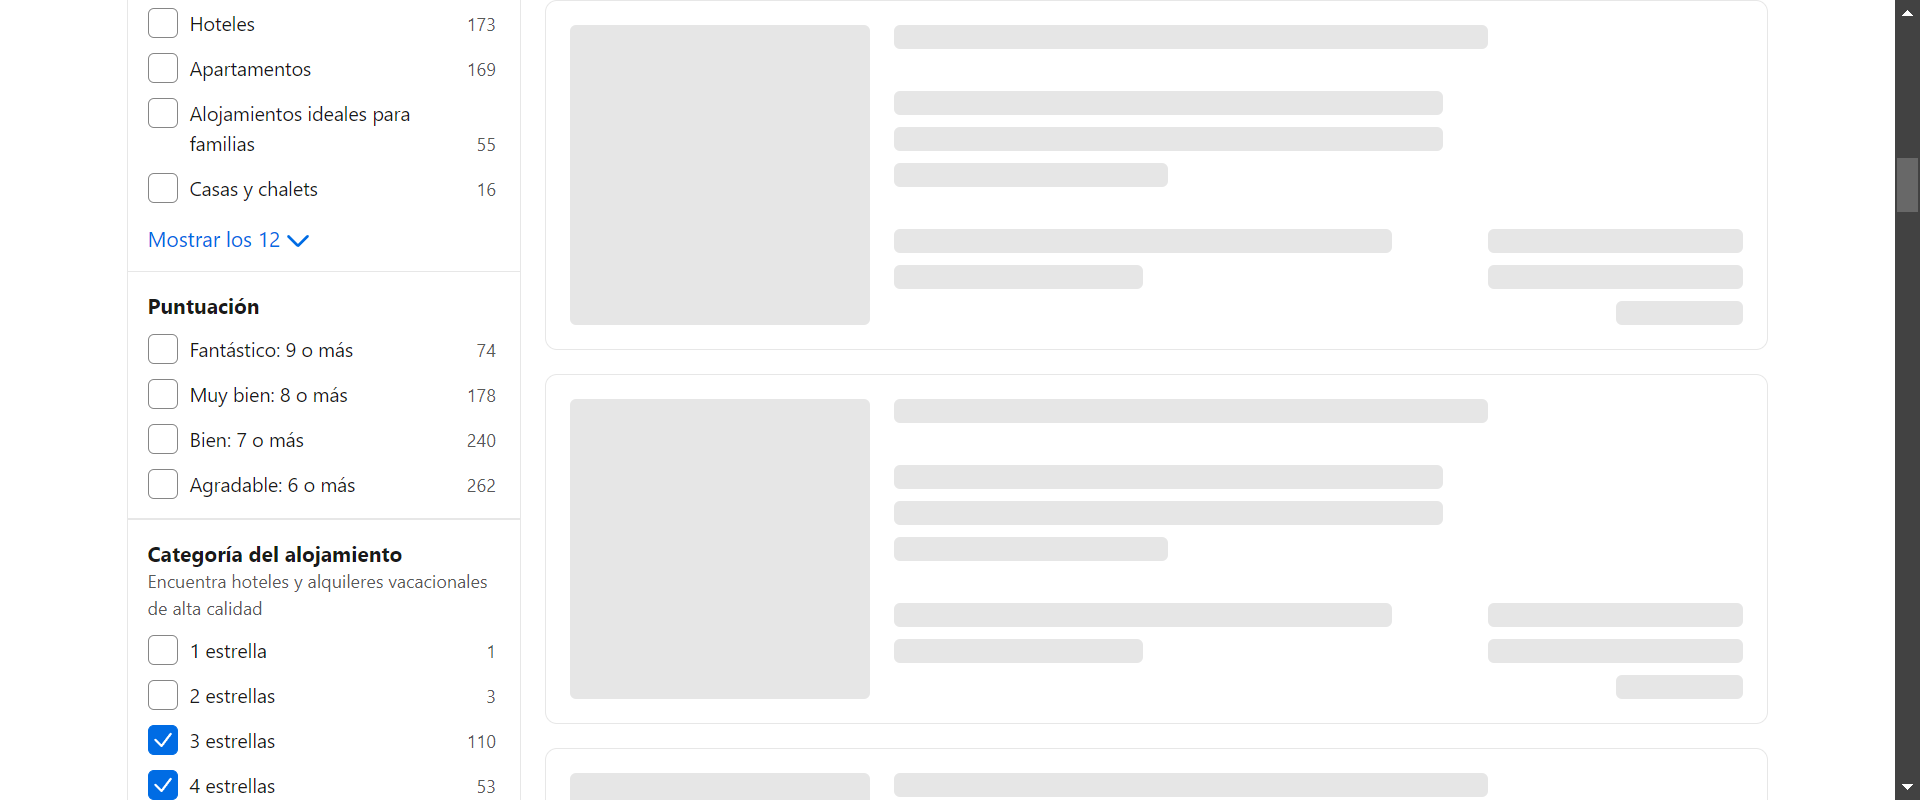 Hoteles 173
Apartamentos 169
Alojamientos ideales para
familias 55
Casas y chalets 16
Mostrar los 12
Puntuación
Fantástico: 9 o más 74
Muy bien: 8 o más 178
Bien: 7 o más 240
Agradable: 6 o más 262
Categoría del alojamiento
Encuentra hoteles y alquileres vacacionales
de alta calidad
1 estrella 1
2 estrellas 3
3 estrellas 110
4 estrellas 53